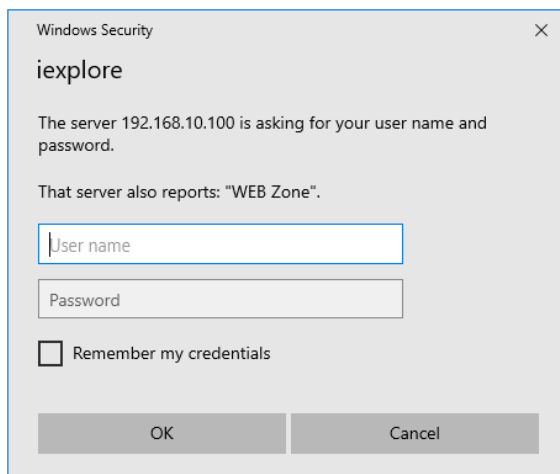 Windows Security
iexplore
The server 192.168.10.100 is asking for your user name and
password.
That server also reports: "WEB Zone".
User name
Password
Remember my credentials
OK
Cancel